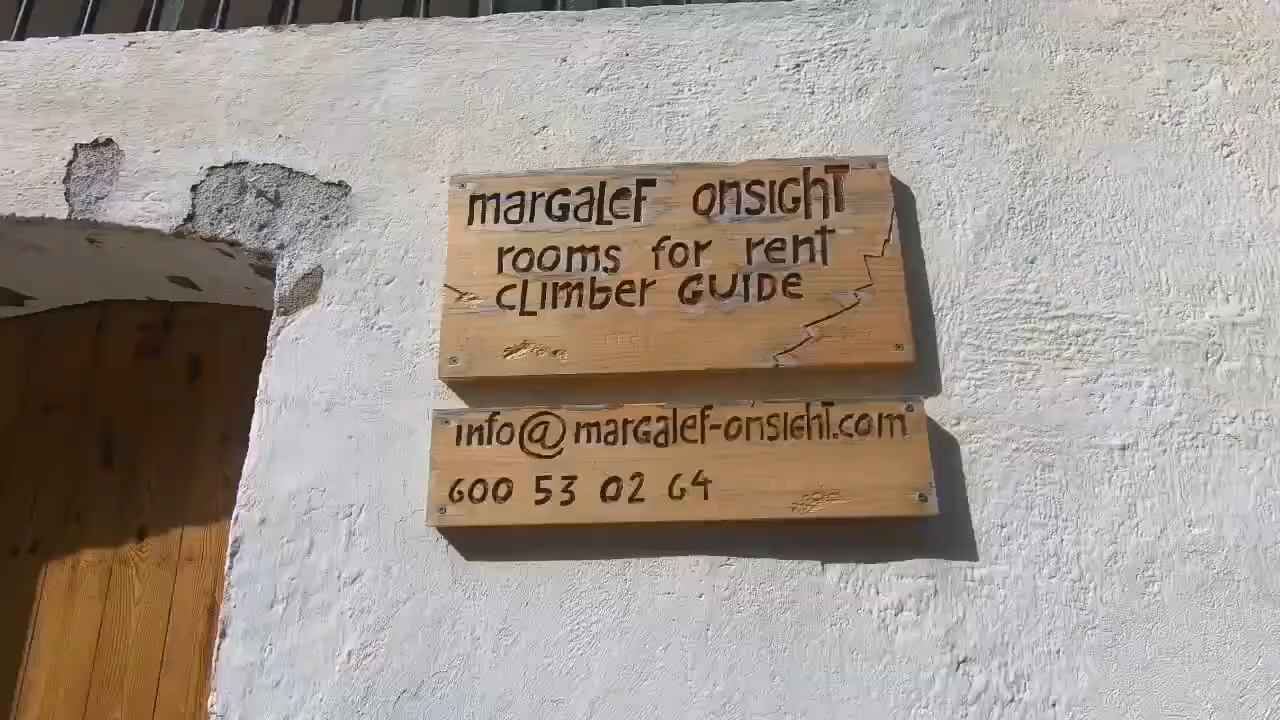 marGaLeF onsight
rooms for rent
cLimber GUIDe
info@margalef-onsight.com
600 53 02 64